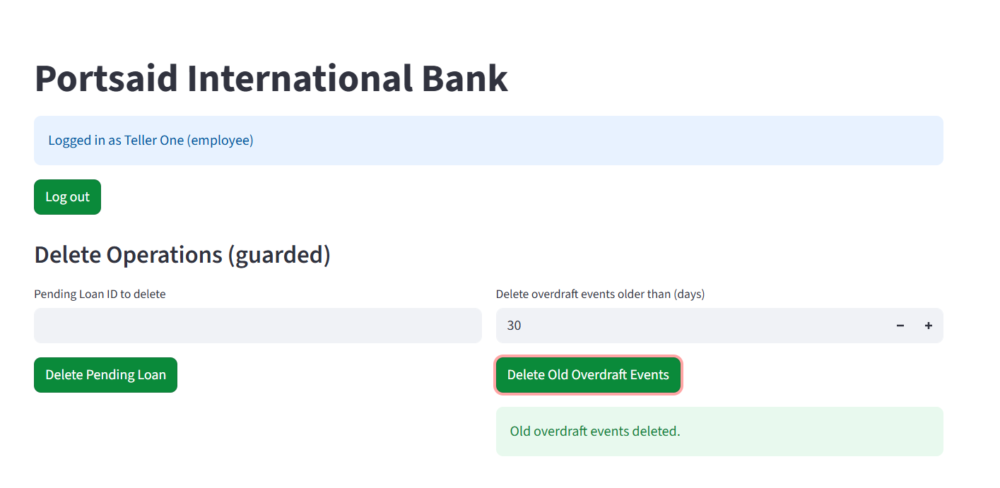 Portsaid International Bank
Logged in as Teller One (employee)
Log out
Delete Operations (guarded)
Pending Loan ID to delete
Delete Pending Loan
Delete overdraft events older than (days)
30
Delete Old Overdraft Events
Old overdraft events deleted.